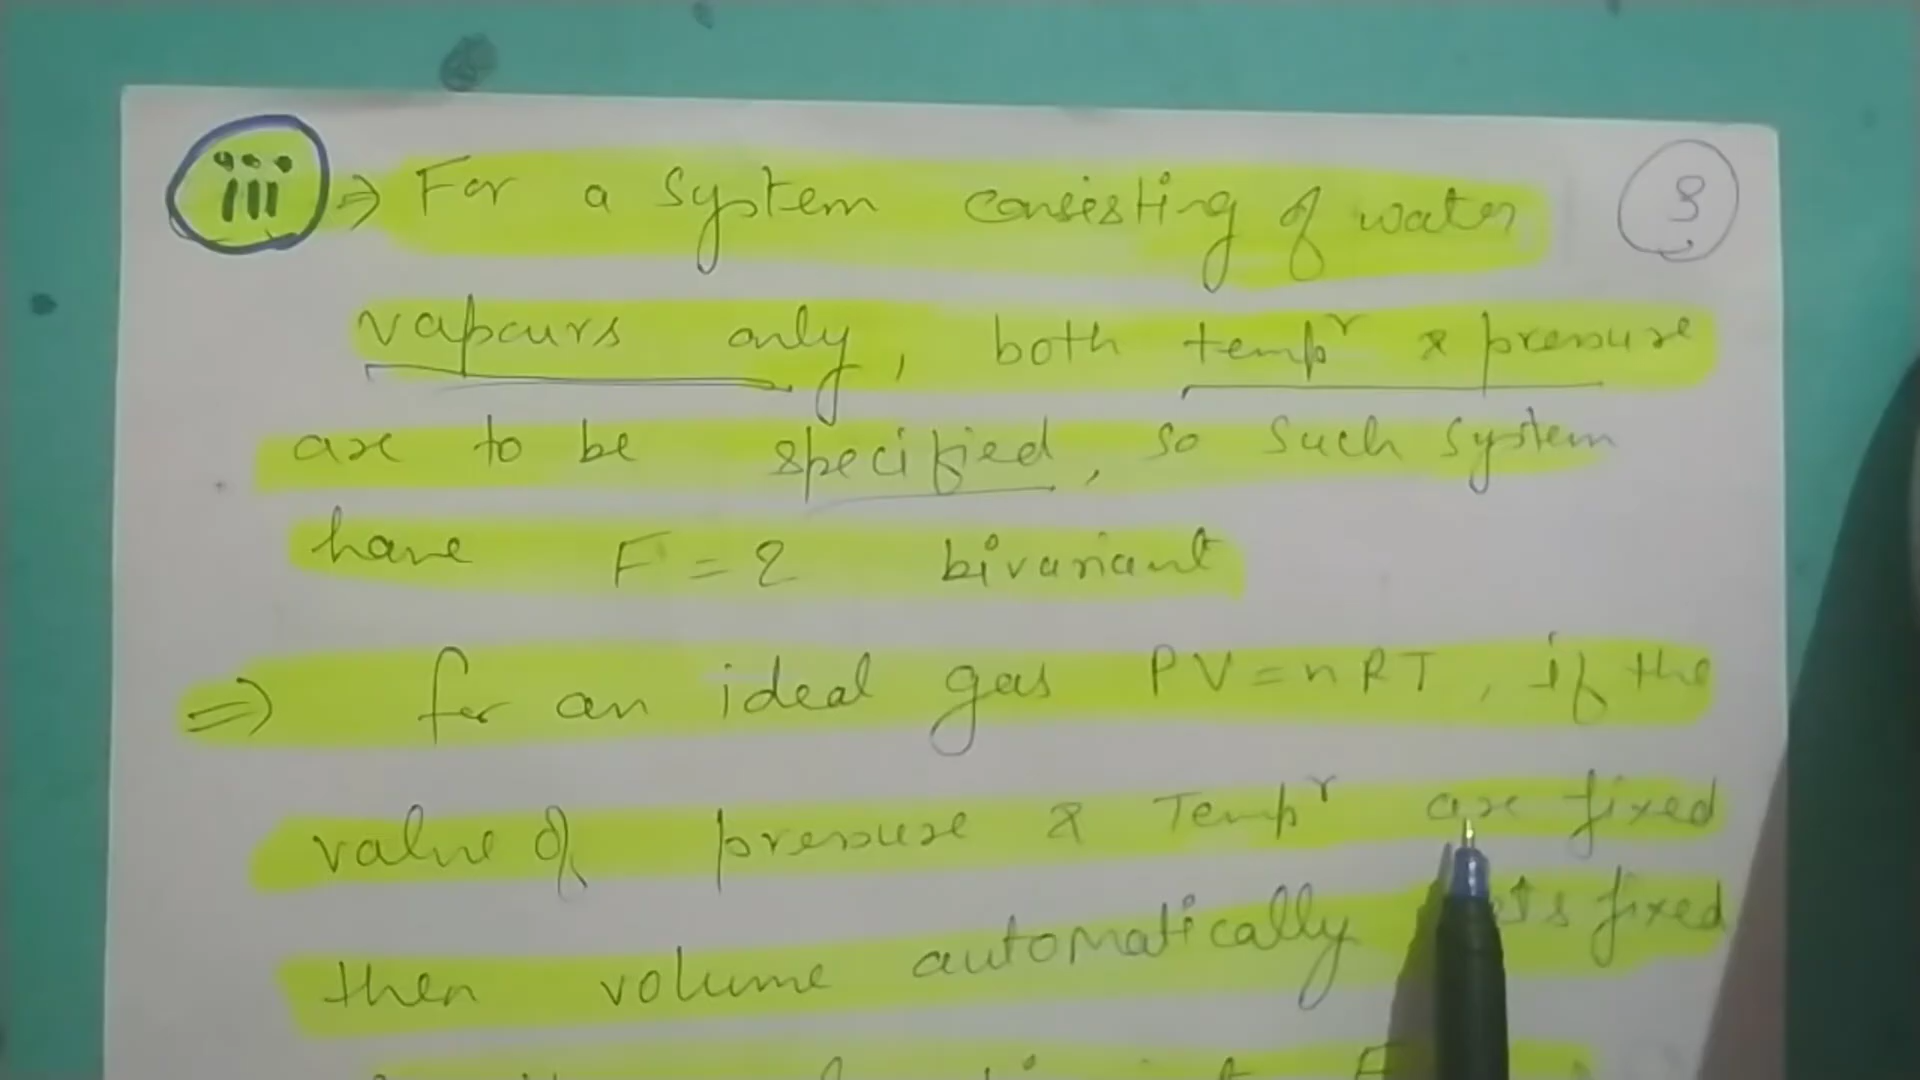 iii ⇒ For a system consisting of water 3
vapours only, both tempr & pressure
are to be specified, so such system
have F = 2 bivariant
⇒ for an ideal gas PV = nRT, if the
value of pressure & Tempr are fixed
then volume automatically fixed